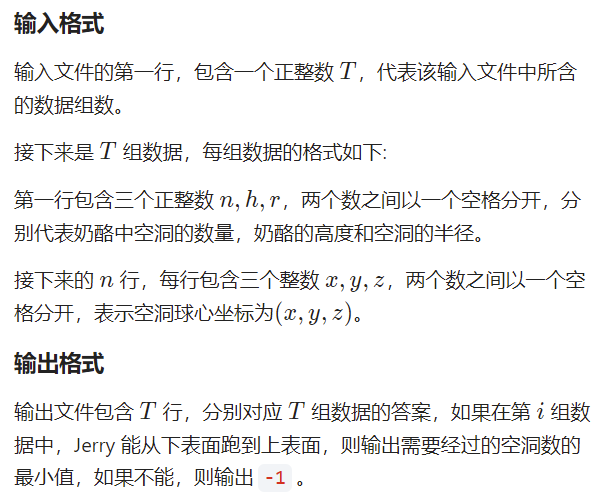 输入格式
输入文件的第一行，包含一个正整数 T，代表该输入文件中所含
的数据组数。
接下来是 T 组数据，每组数据的格式如下:
第一行包含三个正整数 n, h, r，两个数之间以一个空格分开，分
别代表奶酪中空洞的数量，奶酪的高度和空洞的半径。
接下来的 n 行，每行包含三个整数 x, y, z，两个数之间以一个空
格分开，表示空洞球心坐标为(x, y, z)。
输出格式
输出文件包含 T 行，分别对应 T 组数据的答案，如果在第 i 组数
据中，Jerry 能从下表面跑到上表面，则输出需要经过的空洞数的
最小值，如果不能，则输出 -1 。